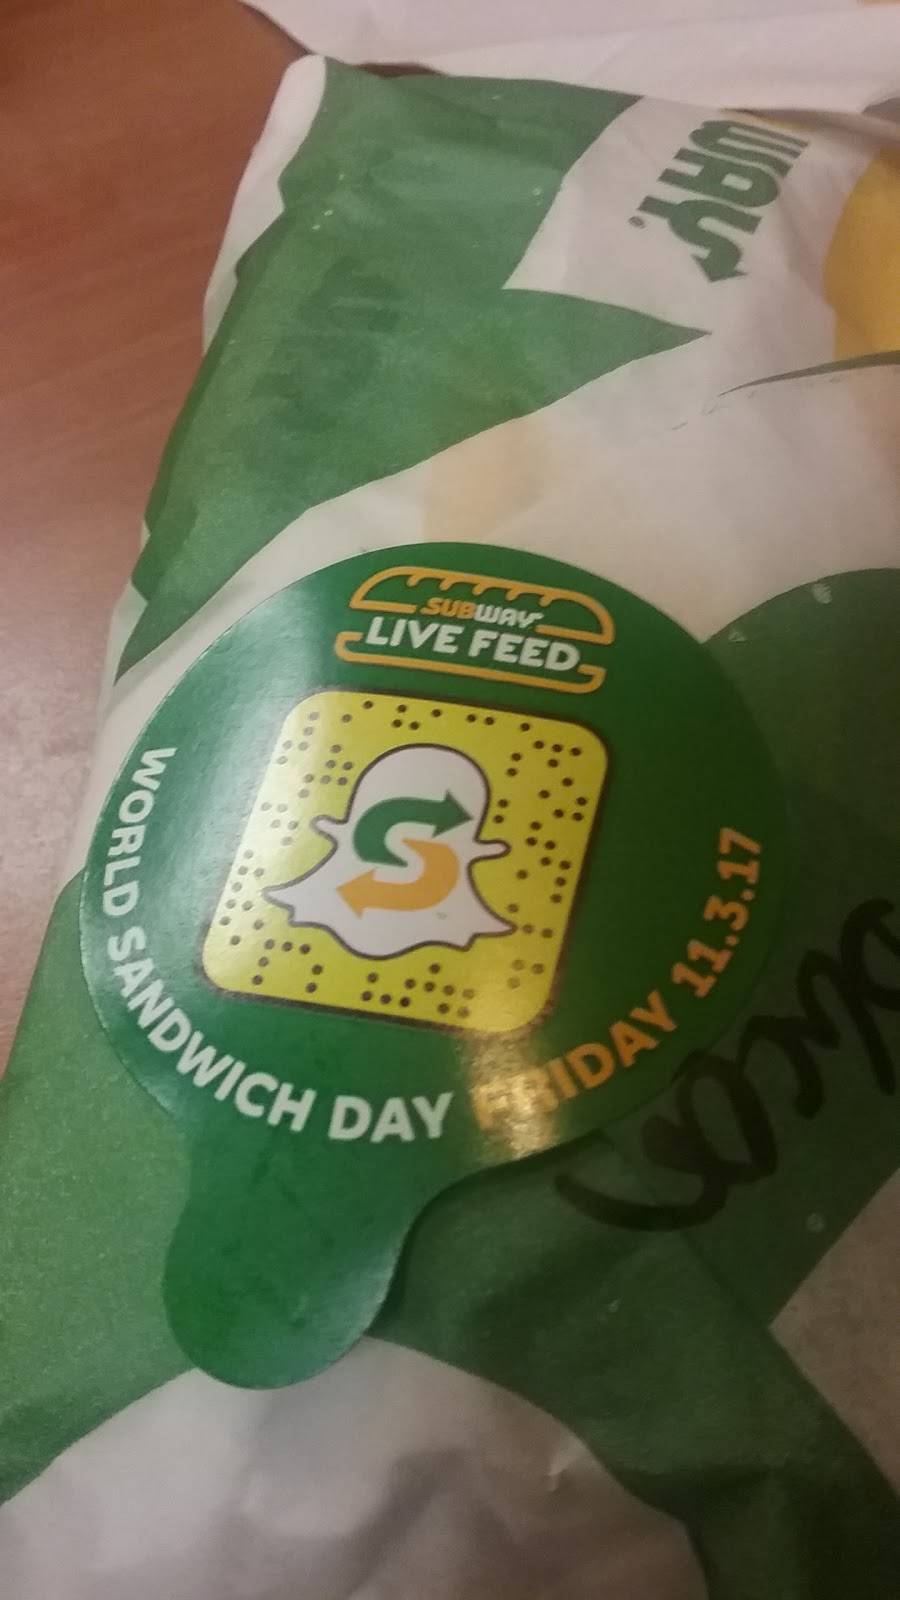 WAY
SUBWAY
LIVE FEED
WORLD SANDWICH DAY FRIDAY 11.3.17